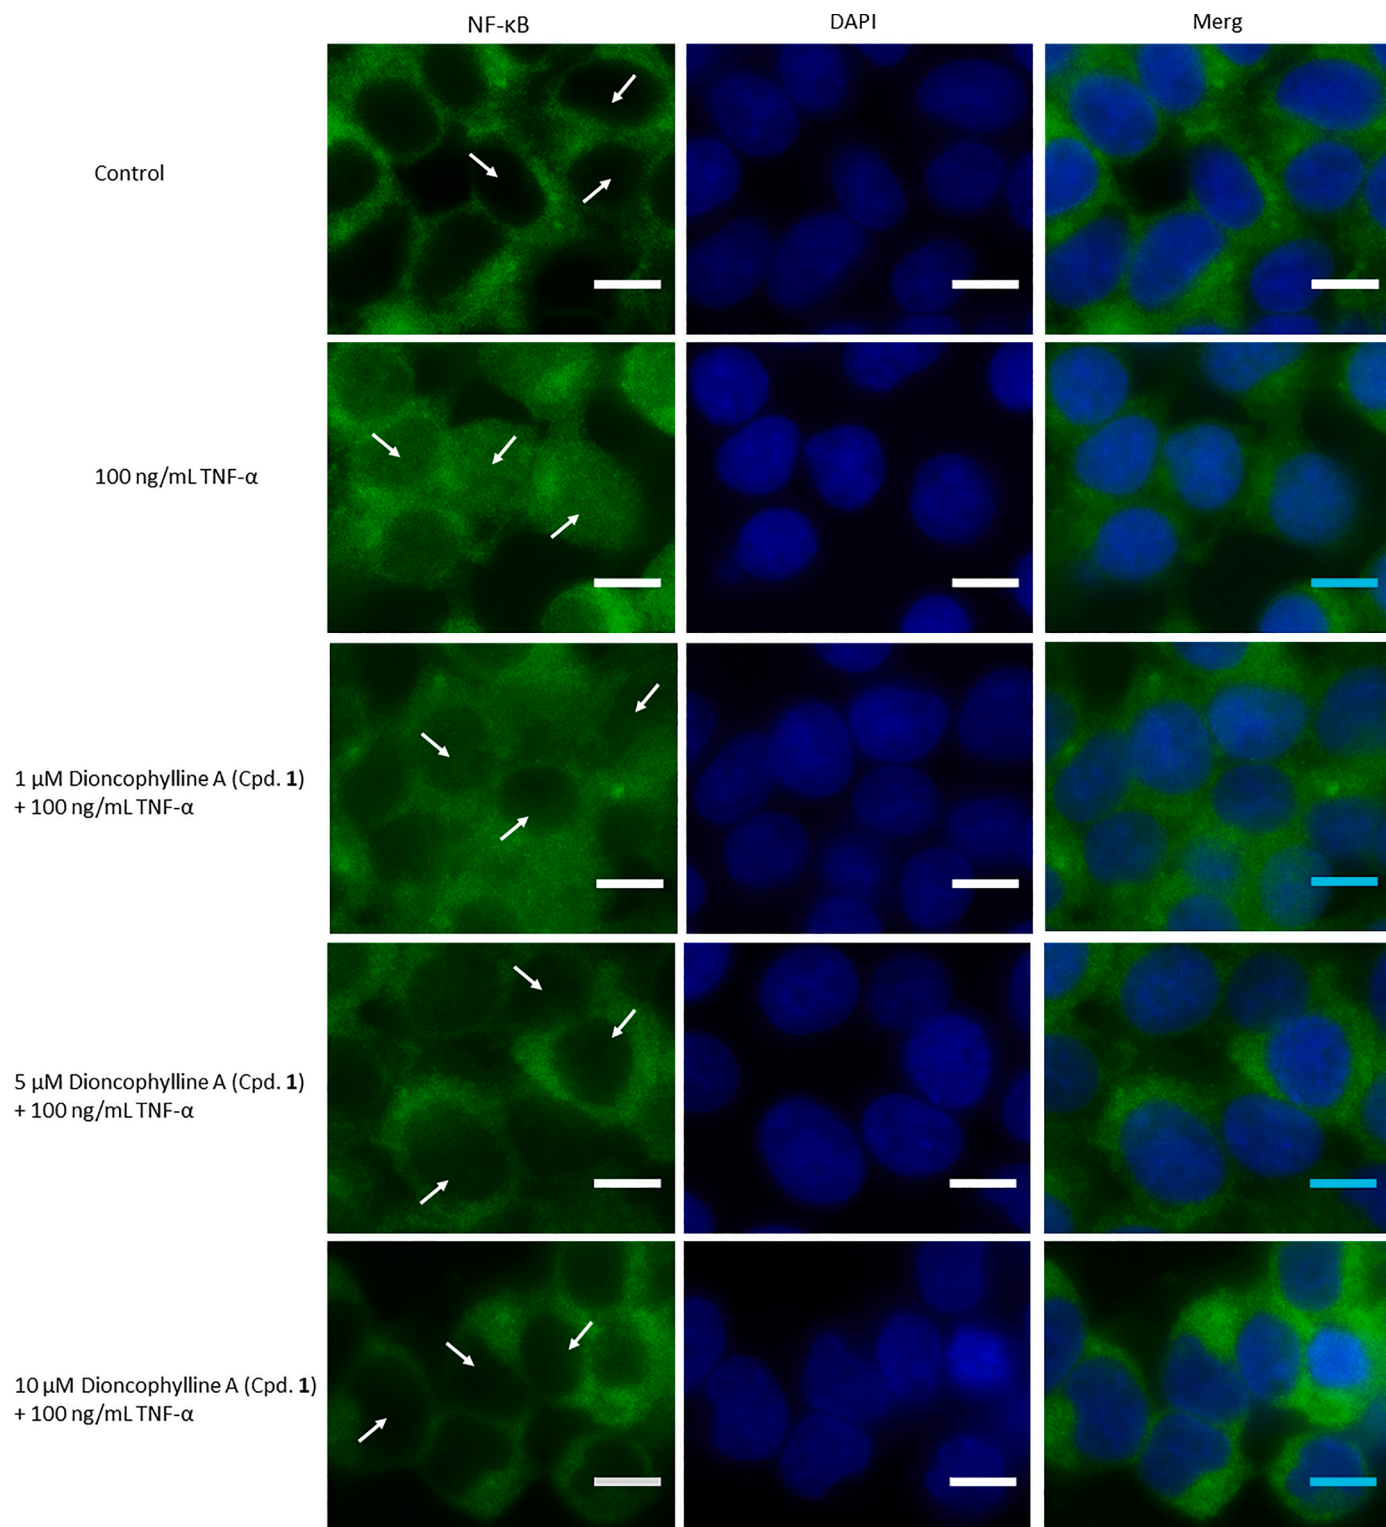 NF-κB
DAPI
Merg
Control
100 ng/mL TNF-α
1 µM Dioncophylline A (Cpd. 1)
+ 100 ng/mL TNF-α
5 µM Dioncophylline A (Cpd. 1)
+ 100 ng/mL TNF-α
10 µM Dioncophylline A (Cpd. 1)
+ 100 ng/mL TNF-α